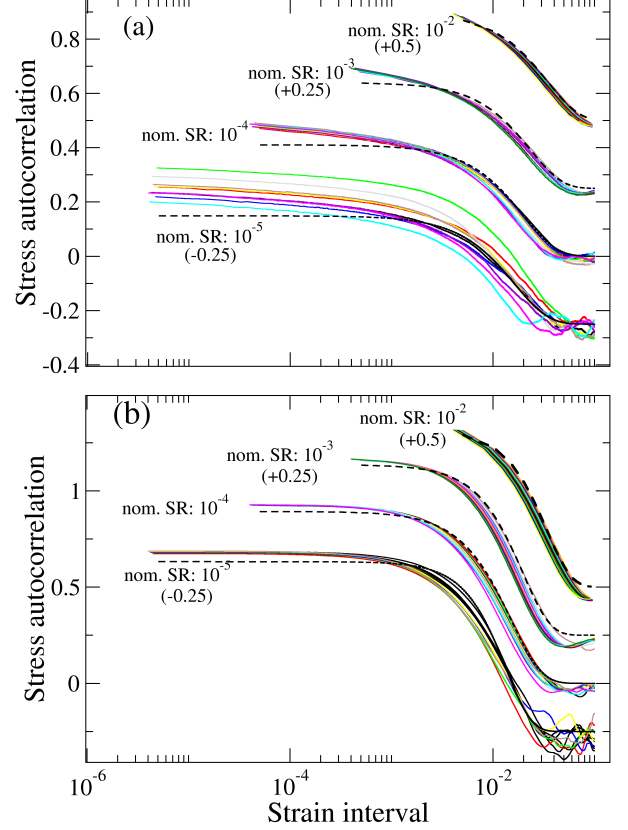 (a)
nom. SR: 10⁻²
(+0.5)
nom. SR: 10⁻³
(+0.25)
nom. SR: 10⁻⁴
nom. SR: 10⁻⁵
(-0.25)
0.8
0.6
0.4
0.2
0
-0.2
-0.4
Stress autocorrelation
(b)
nom. SR: 10⁻²
(+0.5)
nom. SR: 10⁻³
(+0.25)
nom. SR: 10⁻⁴
nom. SR: 10⁻⁵
(-0.25)
1
0.5
0
Stress autocorrelation
10⁻⁶
10⁻⁴
10⁻²
Strain interval